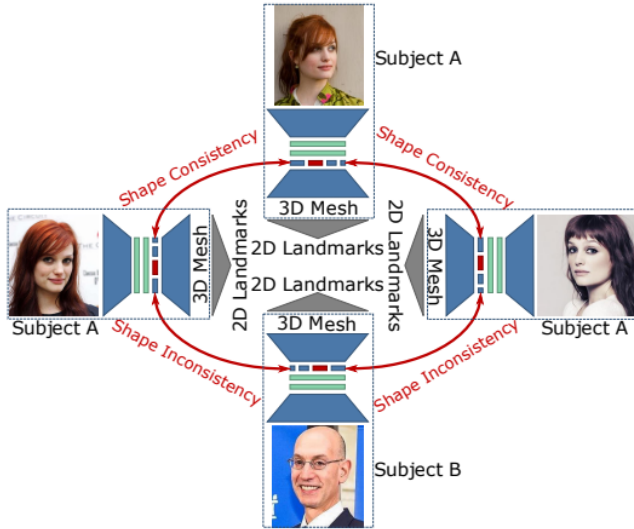 Subject A
Shape Consistency
Shape Consistency
3D Mesh
2D Landmarks
2D Landmarks
3D Mesh
2D Landmarks
2D Landmarks
3D Mesh
Subject A
Subject A
3D Mesh
Shape Inconsistency
Shape Inconsistency
Subject B